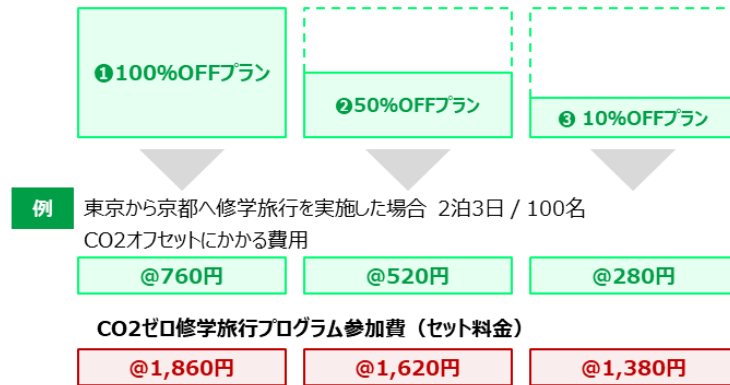 ❶100%OFFプラン
❷50%OFFプラン
❸ 10%OFFプラン
例 東京から京都へ修学旅行を実施した場合 2泊3日 / 100名
CO2オフセットにかかる費用
@760円 @520円 @280円
CO2ゼロ修学旅行プログラム参加費（セット料金）
@1,860円 @1,620円 @1,380円